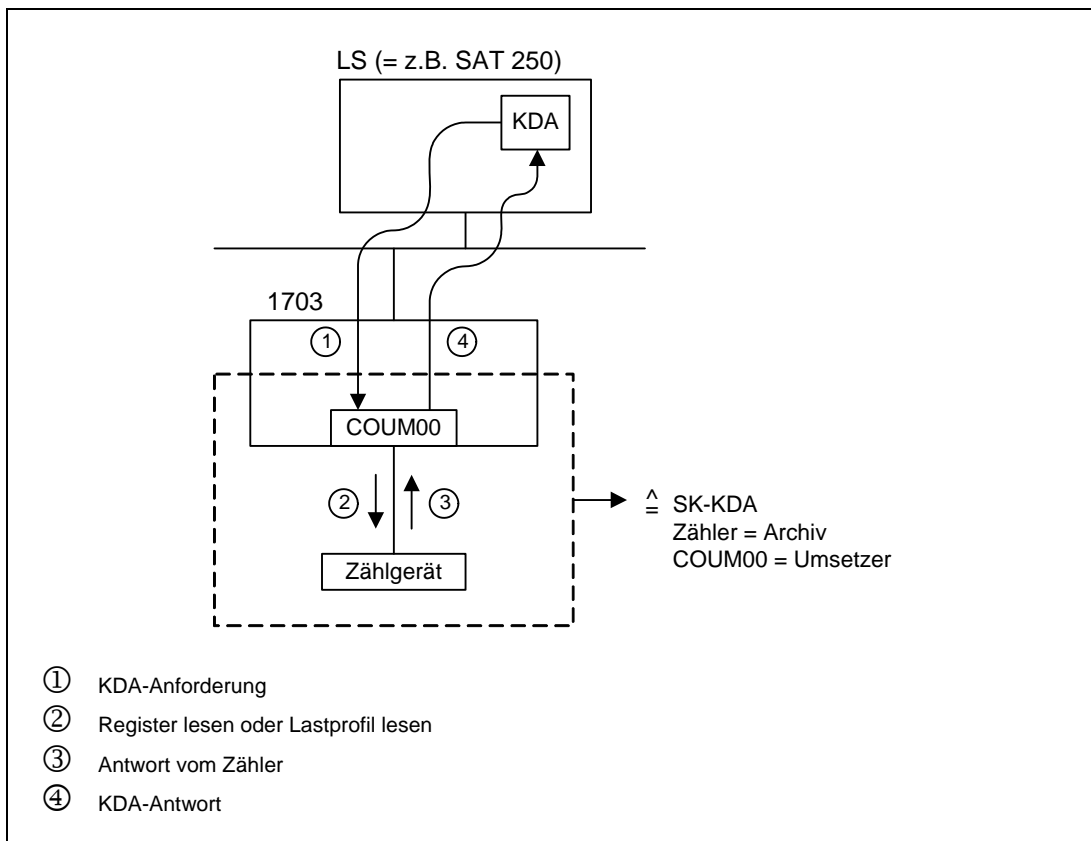 LS (= z.B. SAT 250)
KDA
1703
① ④
COUM00
② ③
Zählgerät
≙ SK-KDA
Zähler = Archiv
COUM00 = Umsetzer
① KDA-Anforderung
② Register lesen oder Lastprofil lesen
③ Antwort vom Zähler
④ KDA-Antwort